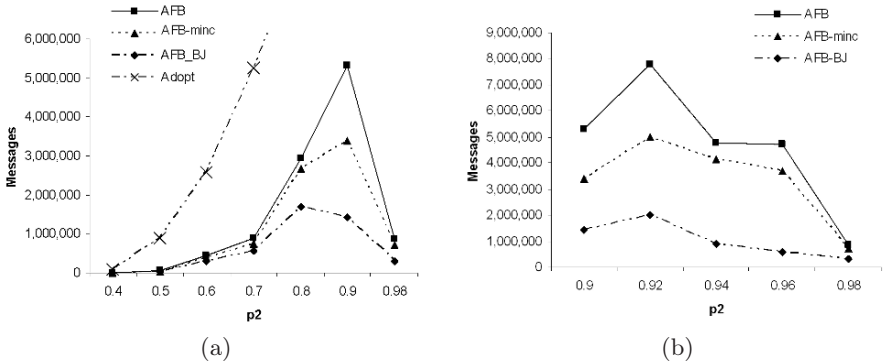 AFB
AFB-minc
AFB_BJ
Adopt
6,000,000
5,000,000
4,000,000
3,000,000
2,000,000
1,000,000
0
Messages
0.4 0.5 0.6 0.7 0.8 0.9 0.98
p2
(a)
AFB
AFB-minc
AFB-BJ
9,000,000
8,000,000
7,000,000
6,000,000
5,000,000
4,000,000
3,000,000
2,000,000
1,000,000
0
Messages
0.9 0.92 0.94 0.96 0.98
p2
(b)